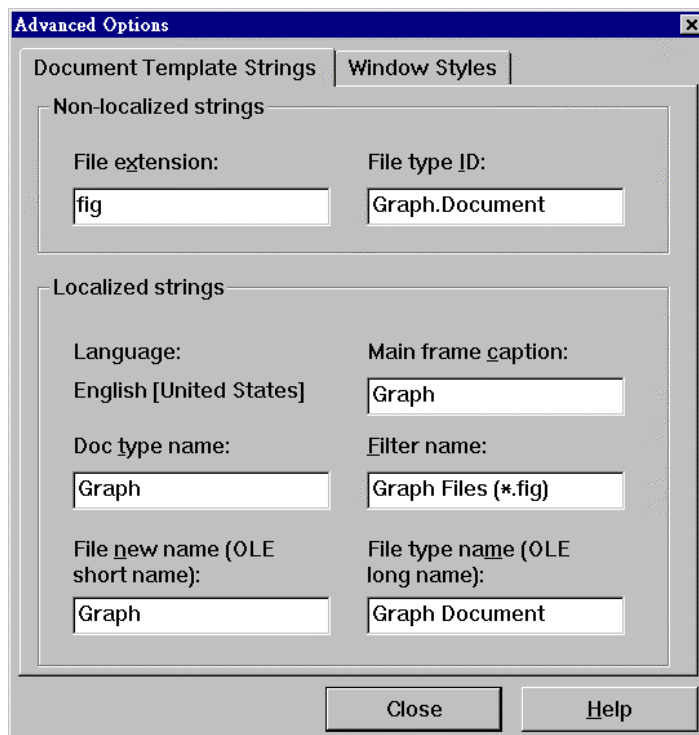 Advanced Options
Document Template Strings
Window Styles
Non-localized strings
File extension:
File type ID:
fig
Graph.Document
Localized strings
Language:
Main frame caption:
English [United States]
Graph
Doc type name:
Filter name:
Graph
Graph Files (*.fig)
File new name (OLE
short name):
File type name (OLE
long name):
Graph
Graph Document
Close
Help